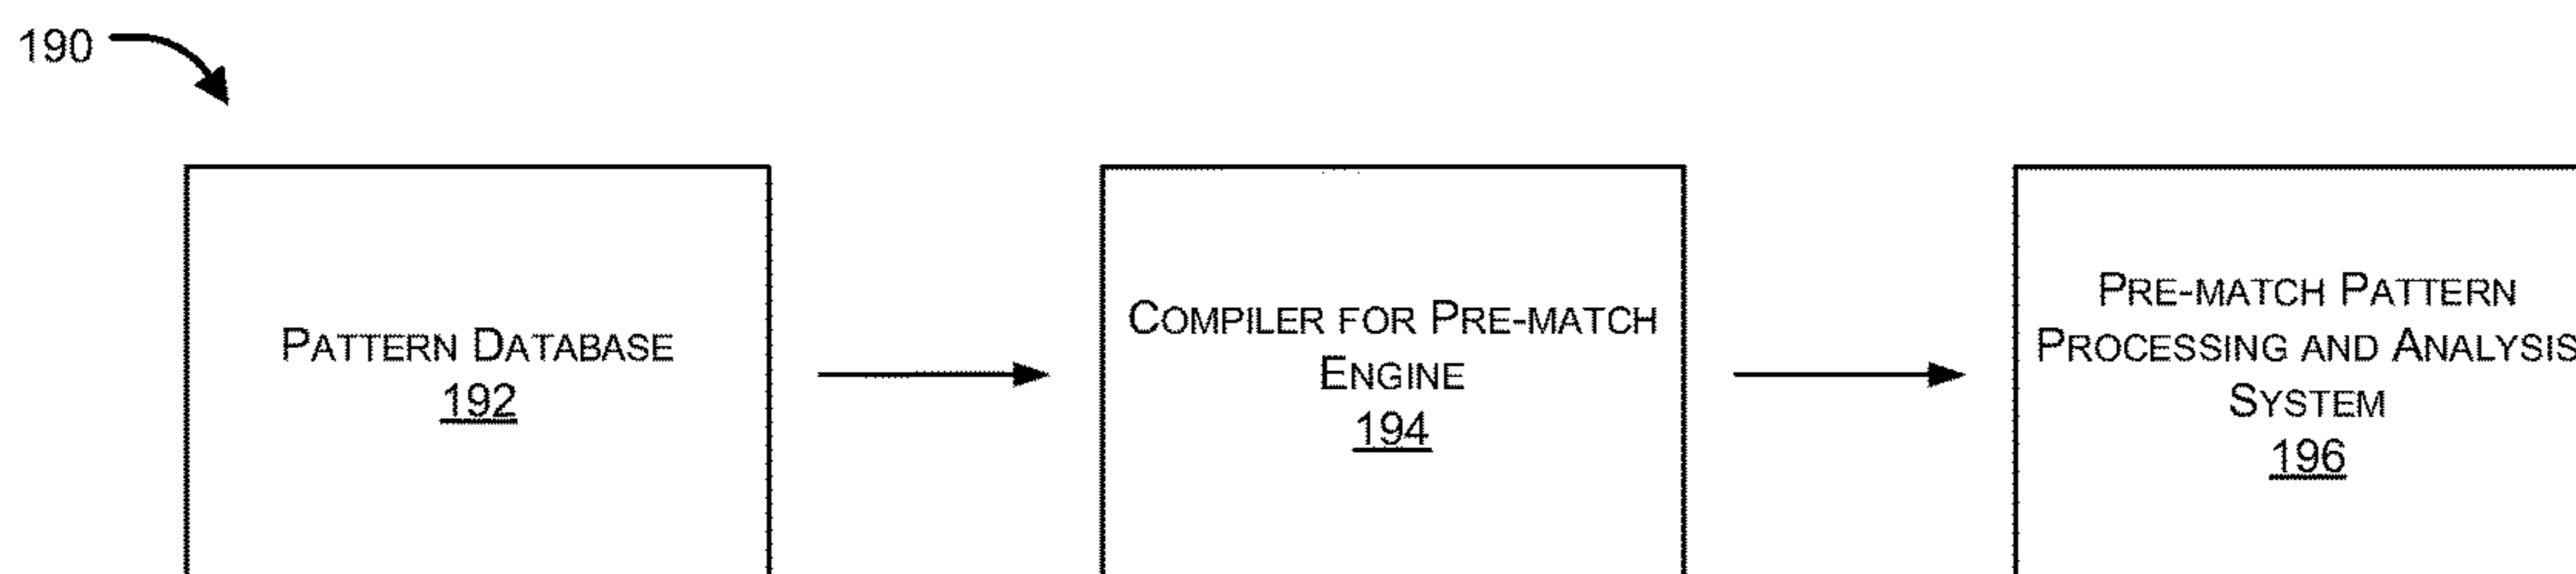 190
PATTERN DATABASE
192
COMPILER FOR PRE-MATCH
ENGINE
194
PRE-MATCH PATTERN
PROCESSING AND ANALYSIS
SYSTEM
196